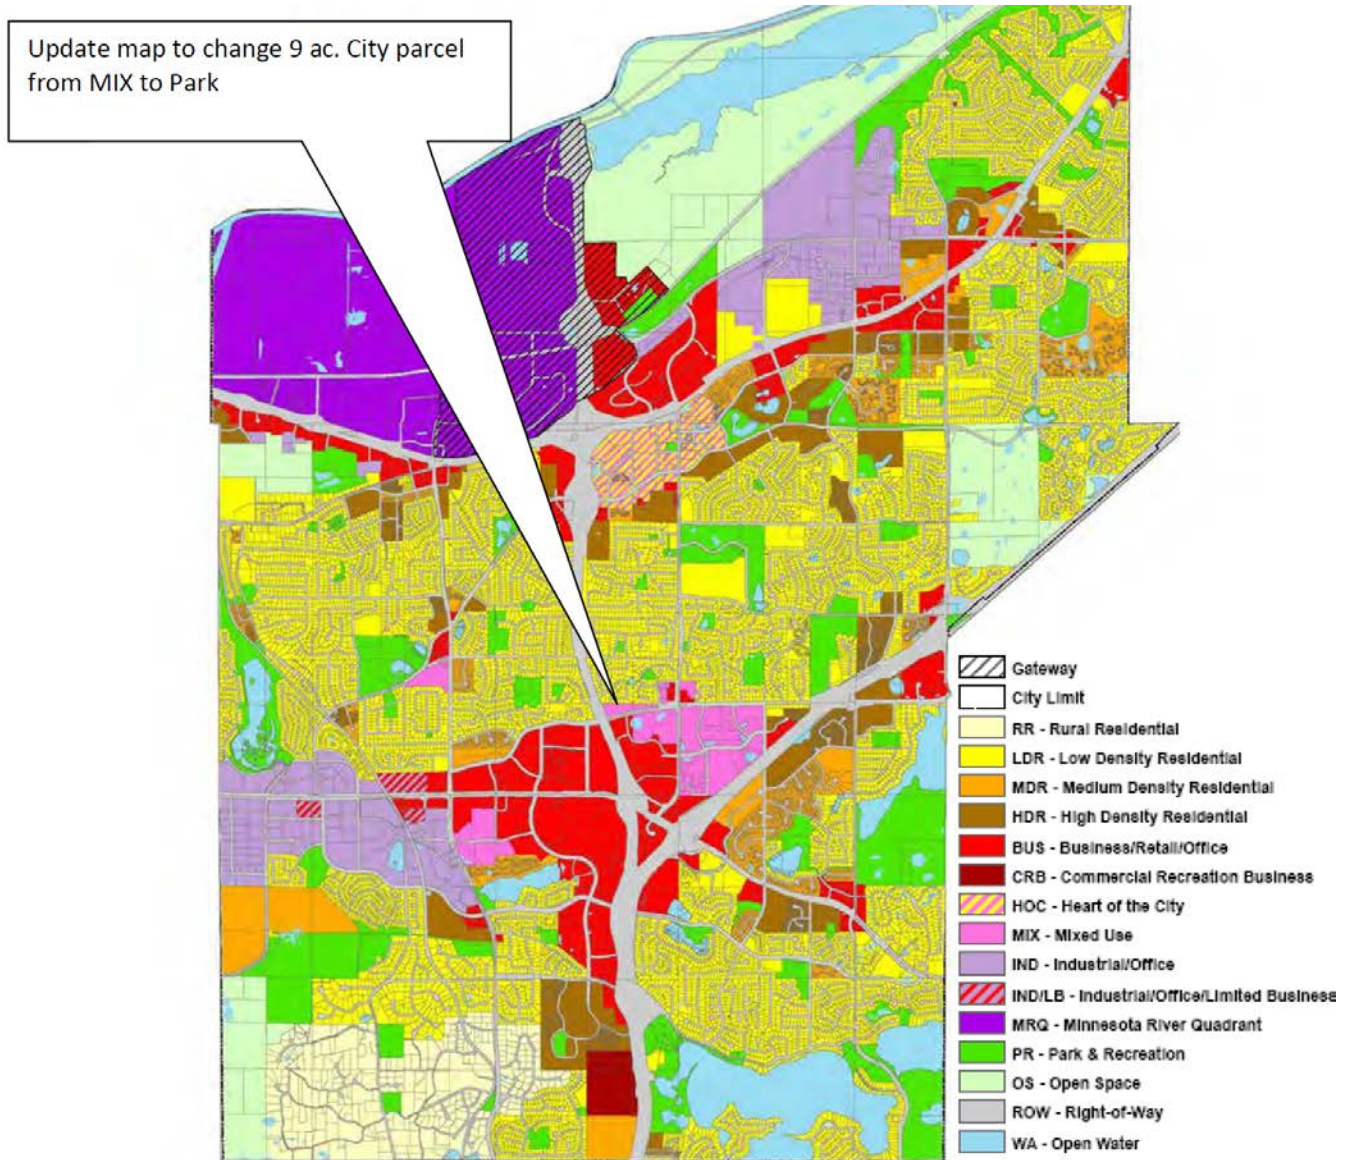 Update map to change 9 ac. City parcel
from MIX to Park
Gateway
City Limit
RR - Rural Residential
LDR - Low Density Residential
MDR - Medium Density Residential
HDR - High Density Residential
BUS - Business/Retail/Office
CRB - Commercial Recreation Business
HOC - Heart of the City
MIX - Mixed Use
IND - Industrial/Office
IND/LB - Industrial/Office/Limited Business
MRQ - Minnesota River Quadrant
PR - Park & Recreation
OS - Open Space
ROW - Right-of-Way
WA - Open Water